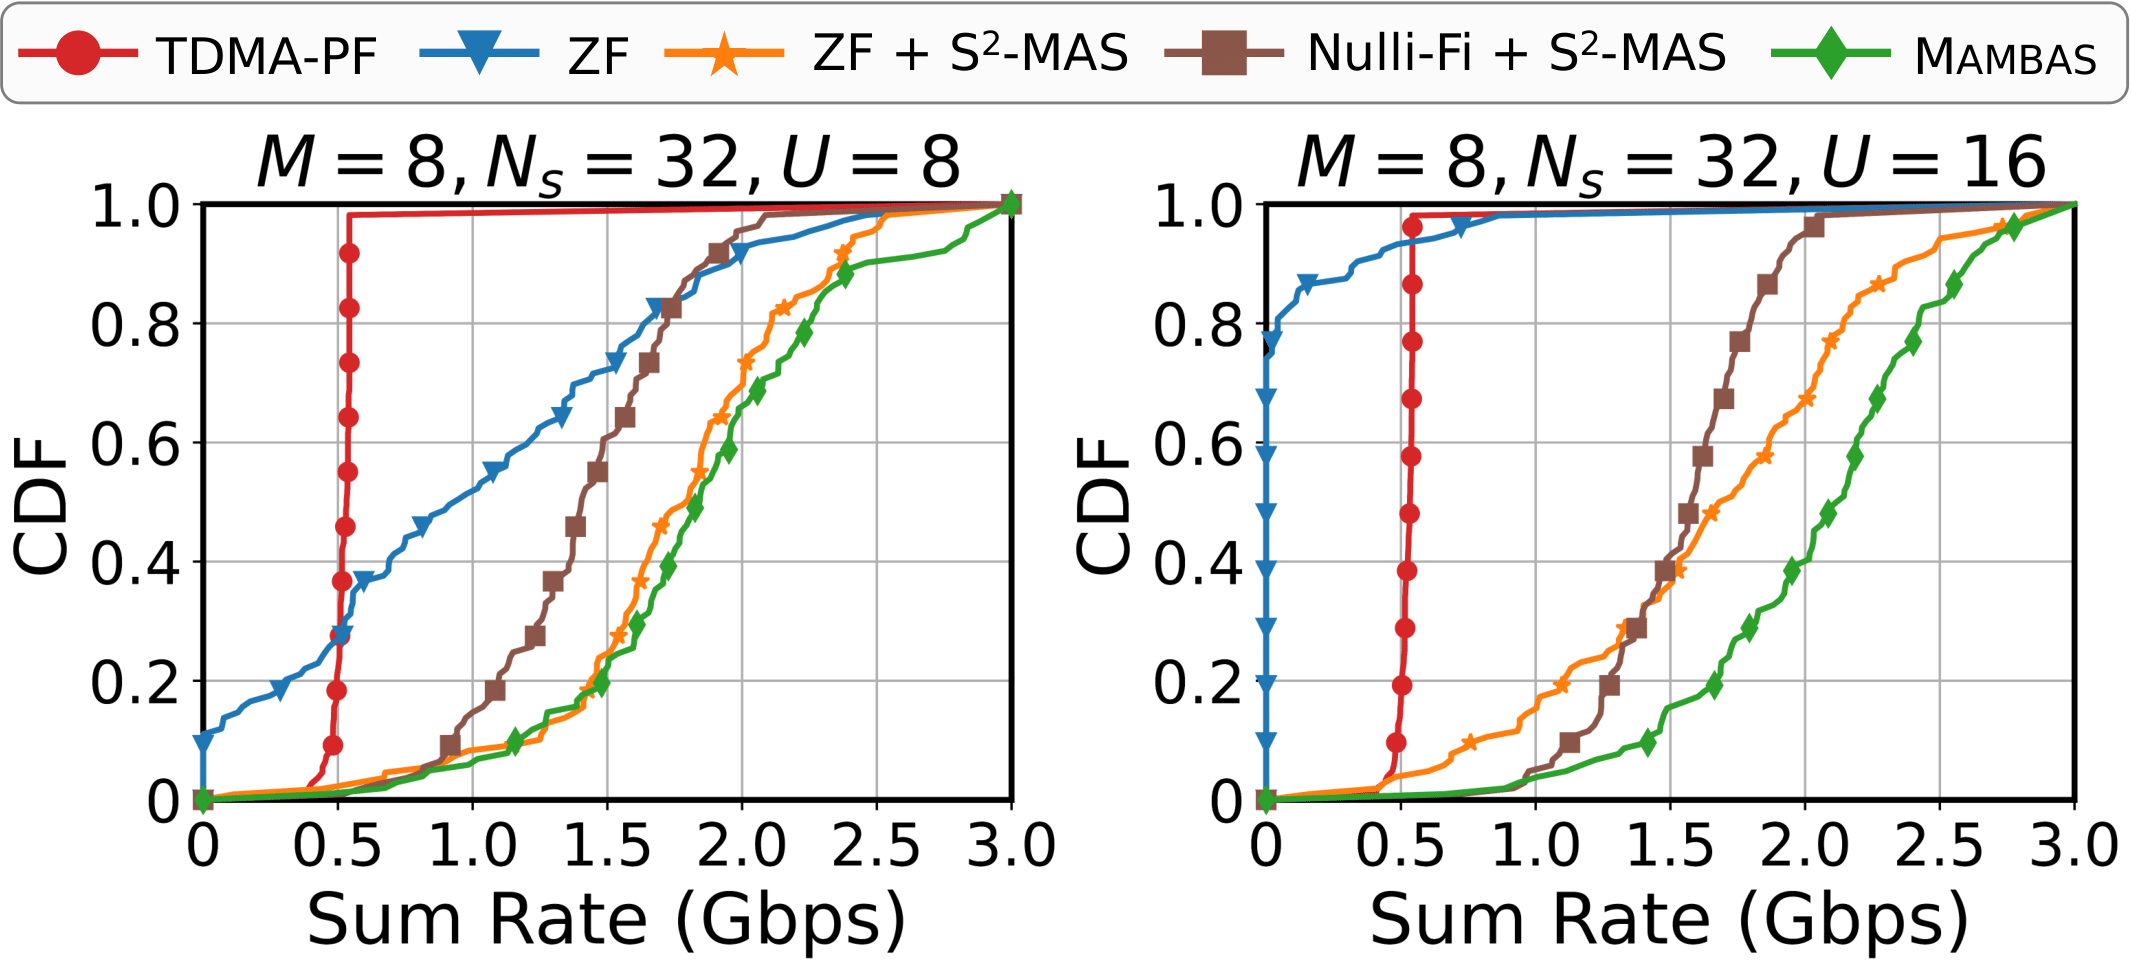 TDMA-PF ZF ZF + S²-MAS Nulli-Fi + S²-MAS MAMBAS
M = 8, Nₛ = 32, U = 8
CDF
1.0
0.8
0.6
0.4
0.2
0
0 0.5 1.0 1.5 2.0 2.5 3.0
Sum Rate (Gbps)
M = 8, Nₛ = 32, U = 16
CDF
1.0
0.8
0.6
0.4
0.2
0
0 0.5 1.0 1.5 2.0 2.5 3.0
Sum Rate (Gbps)